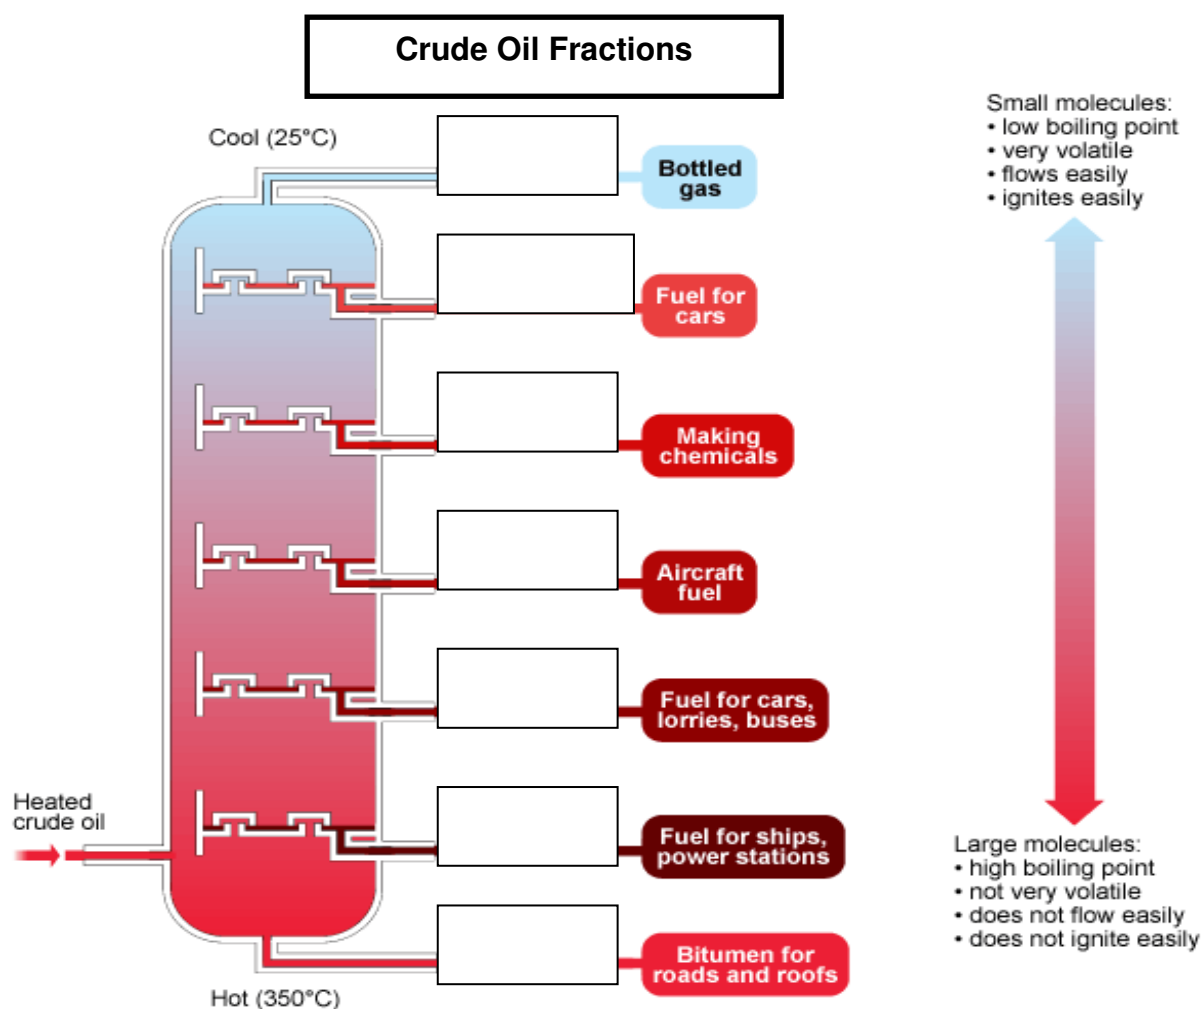 Crude Oil Fractions
Cool (25°C)
Bottled
gas
Fuel for
cars
Making
chemicals
Aircraft
fuel
Fuel for cars,
lorries, buses
Heated
crude oil
Fuel for ships,
power stations
Bitumen for
roads and roofs
Hot (350°C)
Small molecules:
• low boiling point
• very volatile
• flows easily
• ignites easily
Large molecules:
• high boiling point
• not very volatile
• does not flow easily
• does not ignite easily